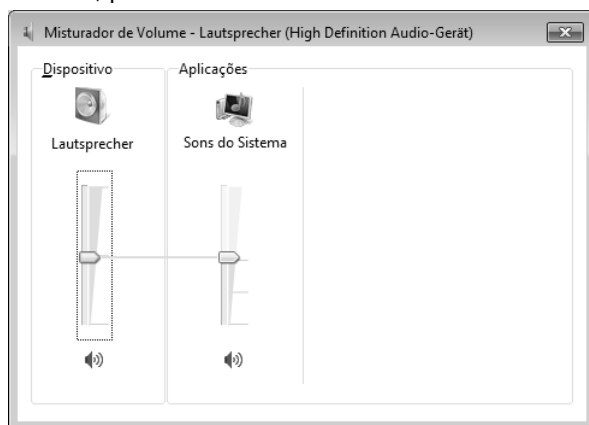 Misturador de Volume - Lautsprecher (High Definition Audio-Gerät)
Dispositivo
Aplicações
Lautsprecher
Sons do Sistema